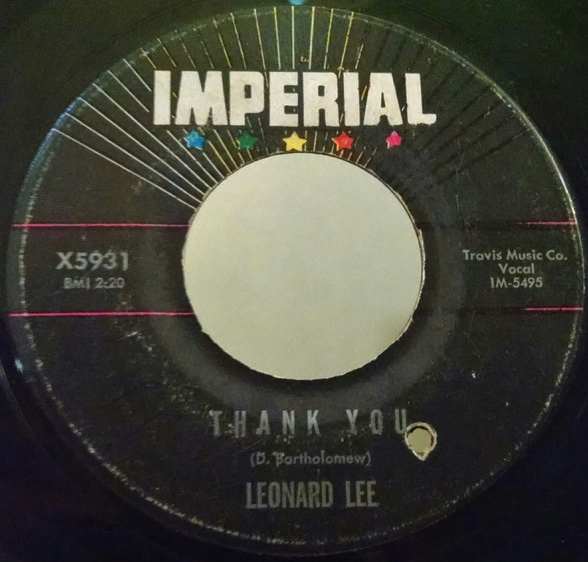 IMPERIAL
X5931
BMI 2:20
Travis Music Co.
Vocal
IM-5495
THANK YOU
(D. Bartholomew)
LEONARD LEE